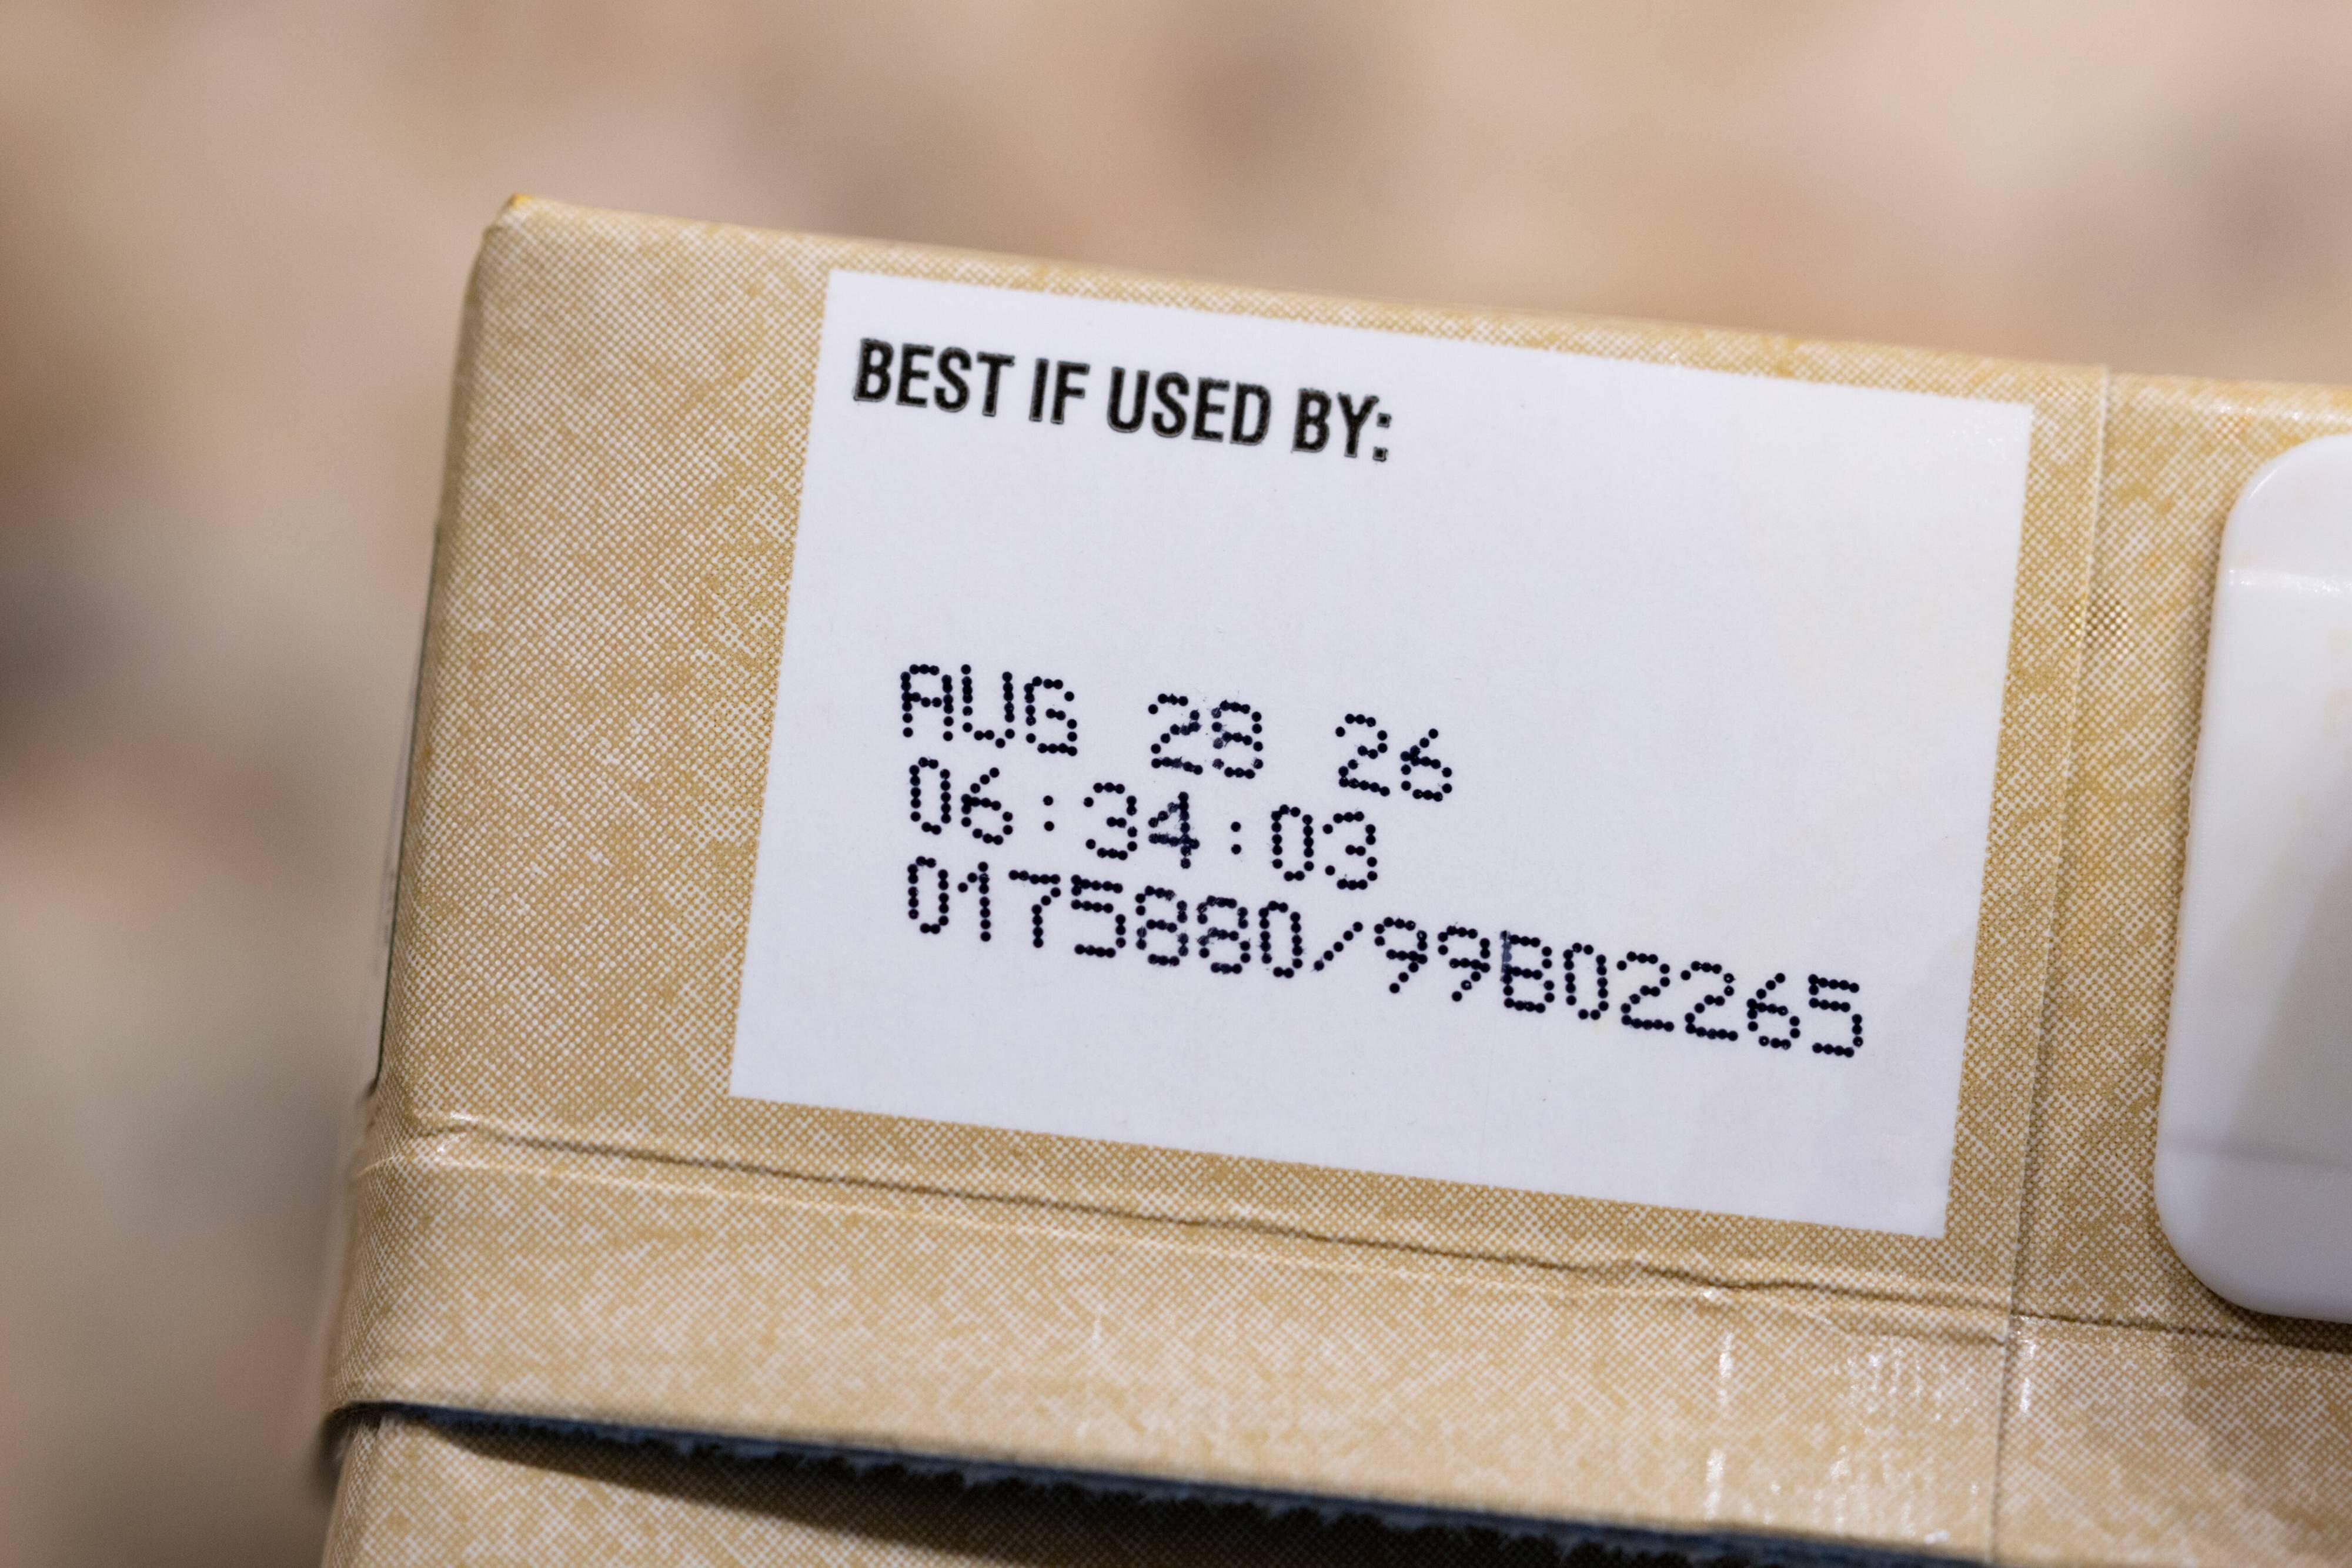 BEST IF USED BY:
AUG 28 26
06:34:03
0175880/99B02265